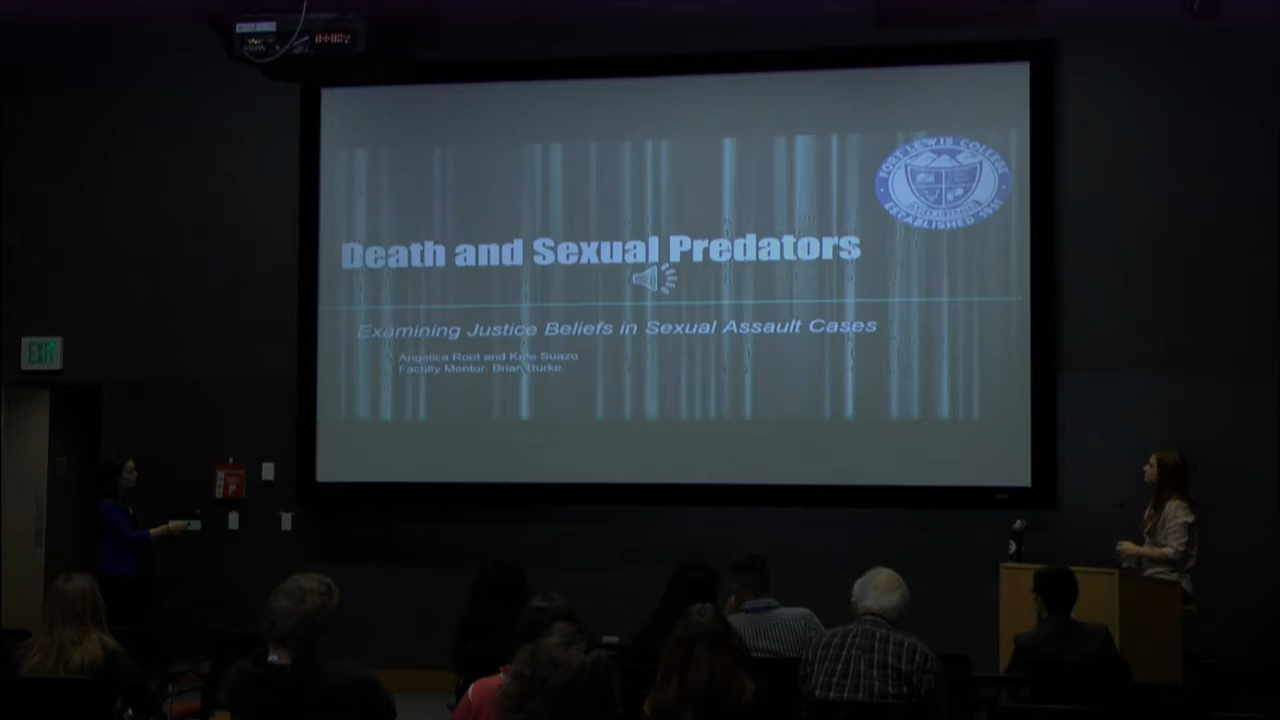 FORT LEWIS COLLEGE
ESTABLISHED 1911
Death and Sexual Predators
Examining Justice Beliefs in Sexual Assault Cases
Angelica Root and Kyle Suazo
Faculty Mentor: Brian Burke
EXIT